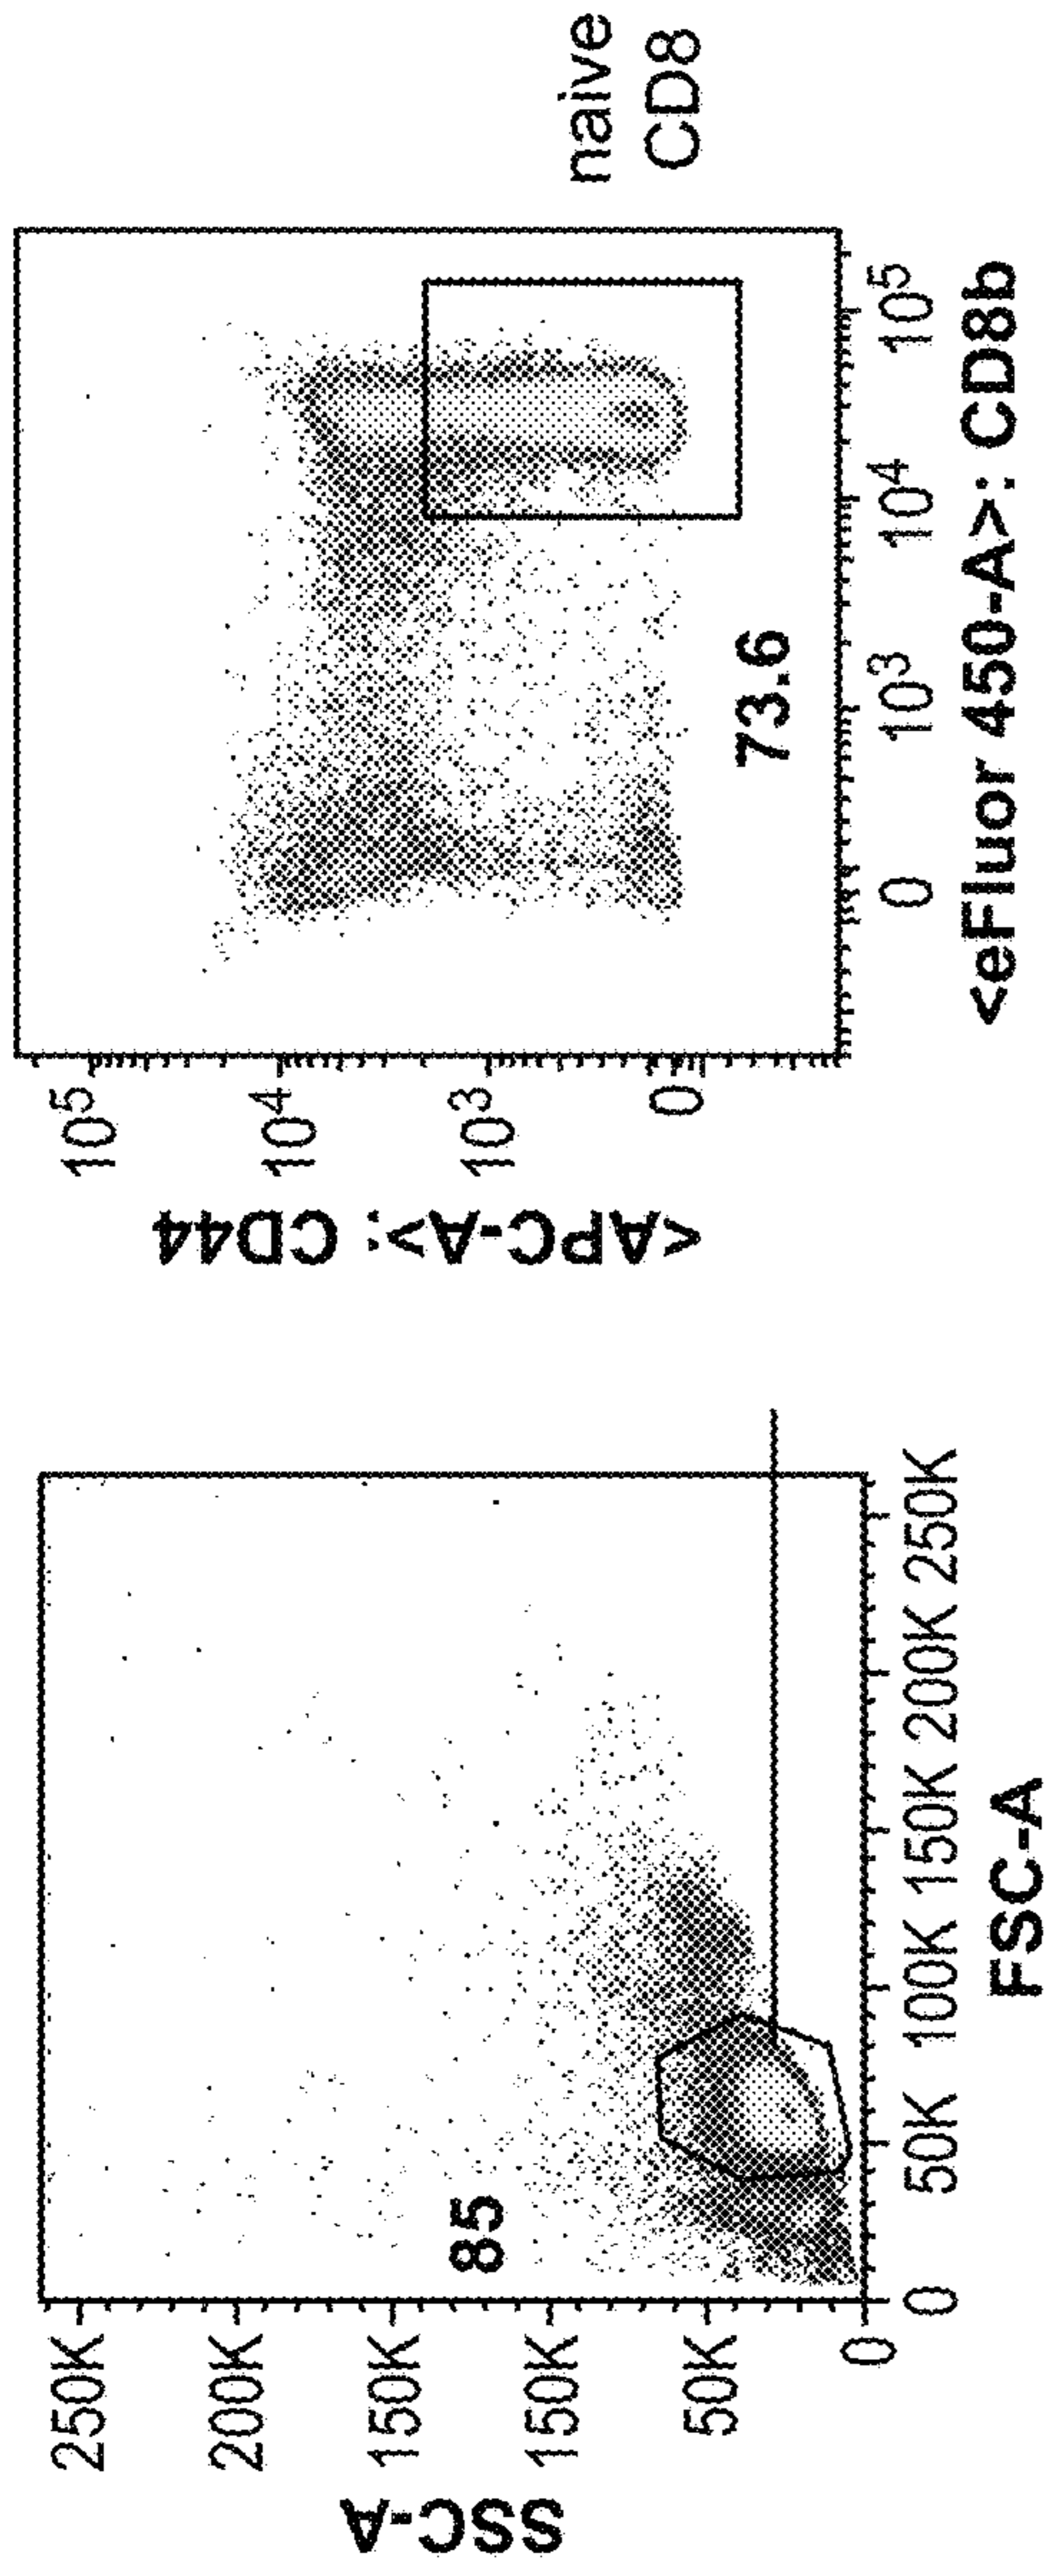 SSC-A
250K
200K
150K
150K
50K
0
85
0 50K 100K 150K 200K 250K
FSC-A
<APC-A>: CD44
10⁵
10⁴
10³
0
73.6
0 10³ 10⁴ 10⁵
<eFluor 450-A>: CD8b
naive
CD8